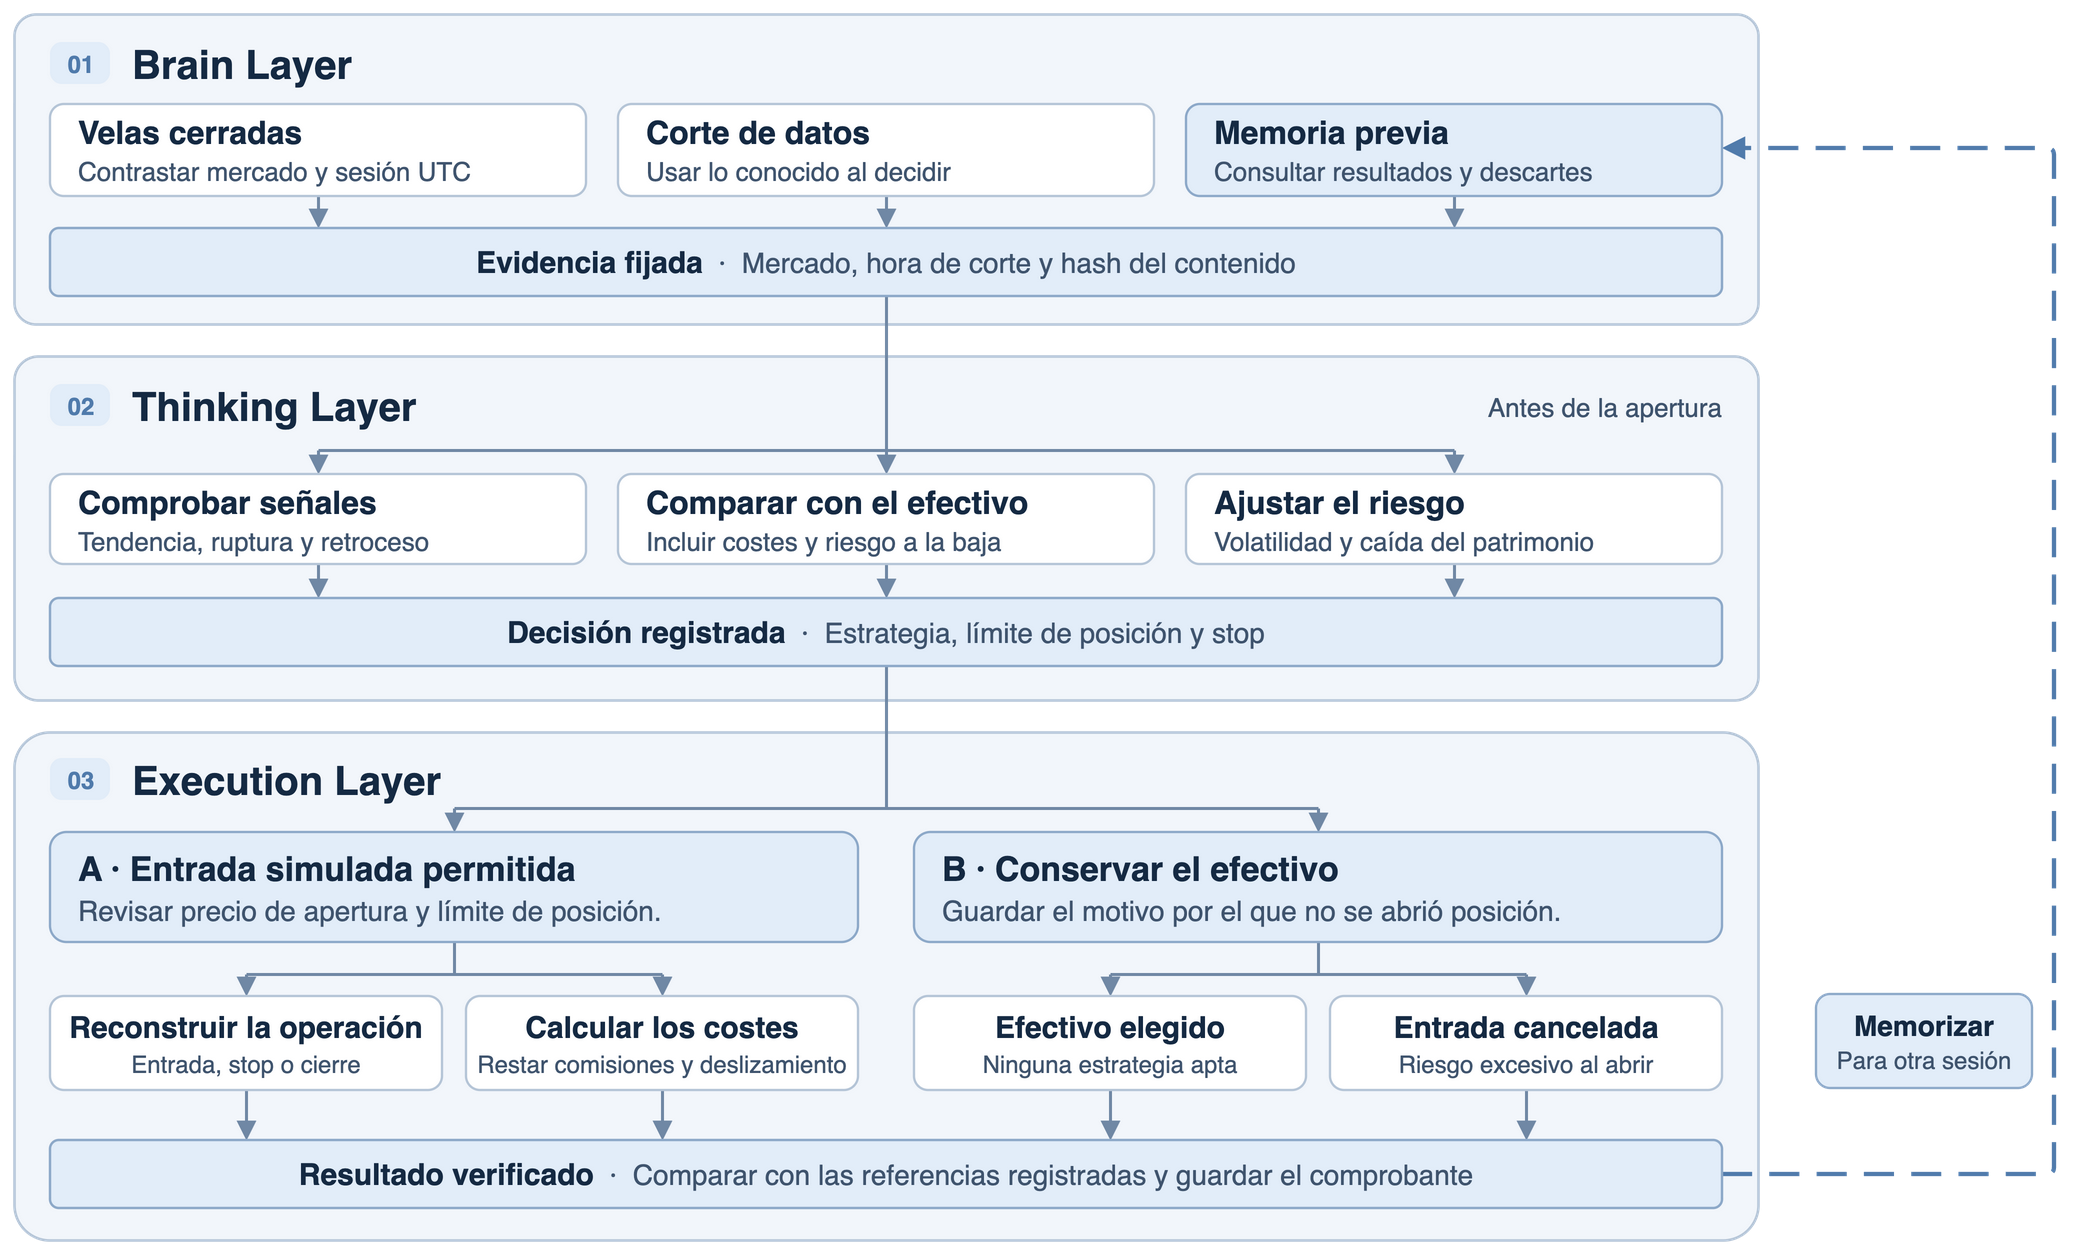 01 Brain Layer
Velas cerradas
Contrastar mercado y sesión UTC
Corte de datos
Usar lo conocido al decidir
Memoria previa
Consultar resultados y descartes
Evidencia fijada · Mercado, hora de corte y hash del contenido
02 Thinking Layer
Antes de la apertura
Comprobar señales
Tendencia, ruptura y retroceso
Comparar con el efectivo
Incluir costes y riesgo a la baja
Ajustar el riesgo
Volatilidad y caída del patrimonio
Decisión registrada · Estrategia, límite de posición y stop
03 Execution Layer
A · Entrada simulada permitida
Revisar precio de apertura y límite de posición.
B · Conservar el efectivo
Guardar el motivo por el que no se abrió posición.
Reconstruir la operación
Entrada, stop o cierre
Calcular los costes
Restar comisiones y deslizamiento
Efectivo elegido
Ninguna estrategia apta
Entrada cancelada
Riesgo excesivo al abrir
Memorizar
Para otra sesión
Resultado verificado · Comparar con las referencias registradas y guardar el comprobante